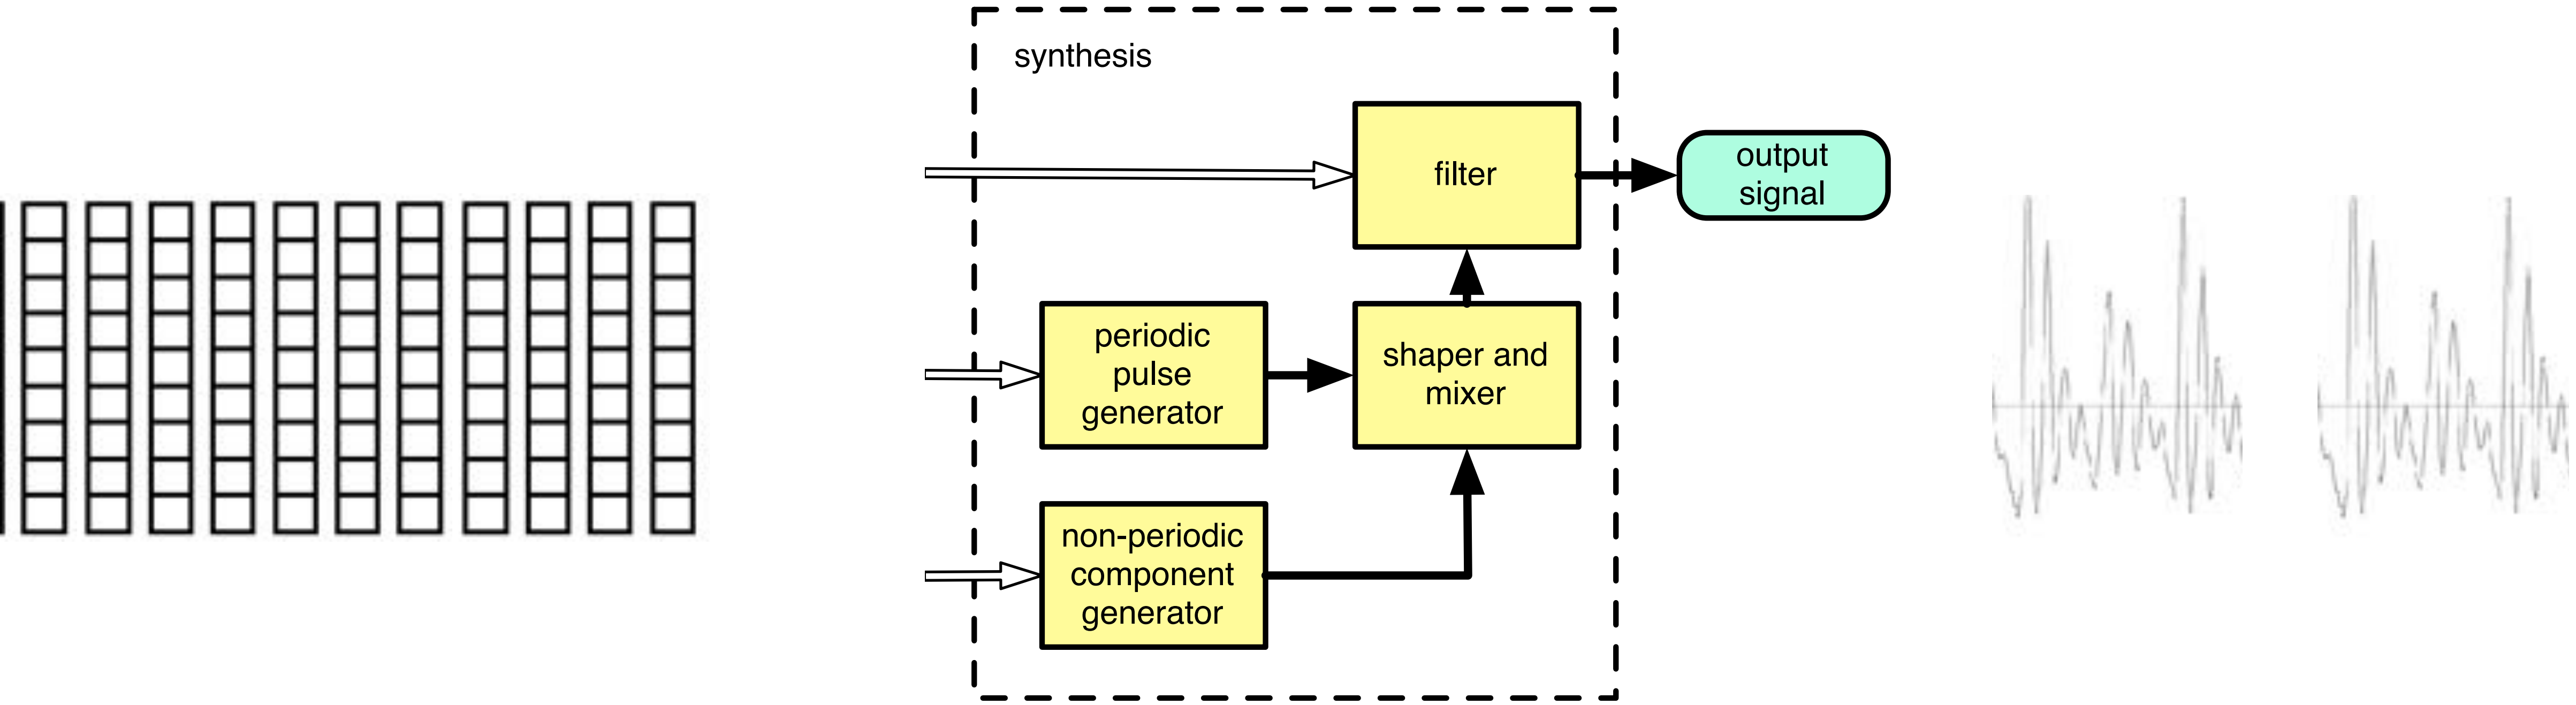 synthesis
filter
output
signal
periodic
pulse
generator
shaper and
mixer
non-periodic
component
generator